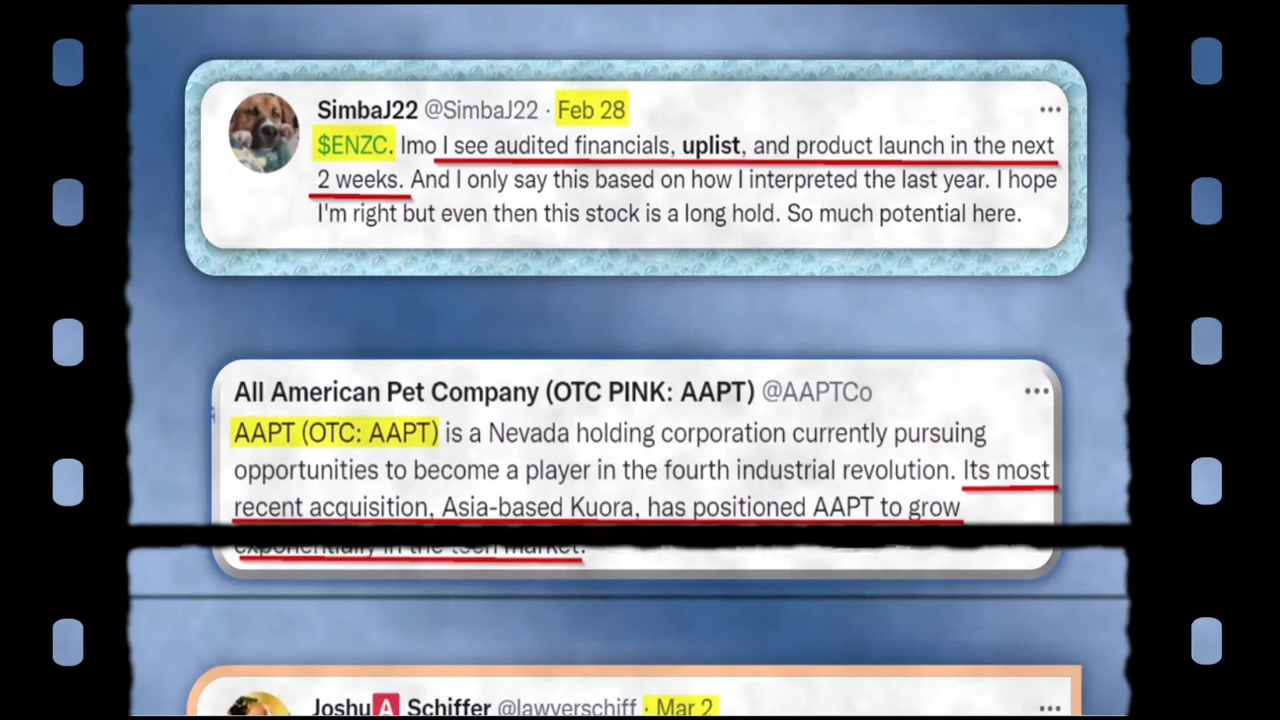 SimbaJ22 @SimbaJ22 · Feb 28
$ENZC. Imo I see audited financials, uplist, and product launch in the next
2 weeks. And I only say this based on how I interpreted the last year. I hope
I'm right but even then this stock is a long hold. So much potential here.
All American Pet Company (OTC PINK: AAPT) @AAPTCo
AAPT (OTC: AAPT) is a Nevada holding corporation currently pursuing
opportunities to become a player in the fourth industrial revolution. Its most
recent acquisition, Asia-based Kuora, has positioned AAPT to grow
exponentially in the tech market.
Joshu🅰 Schiffer @lawyerschiff · Mar 2